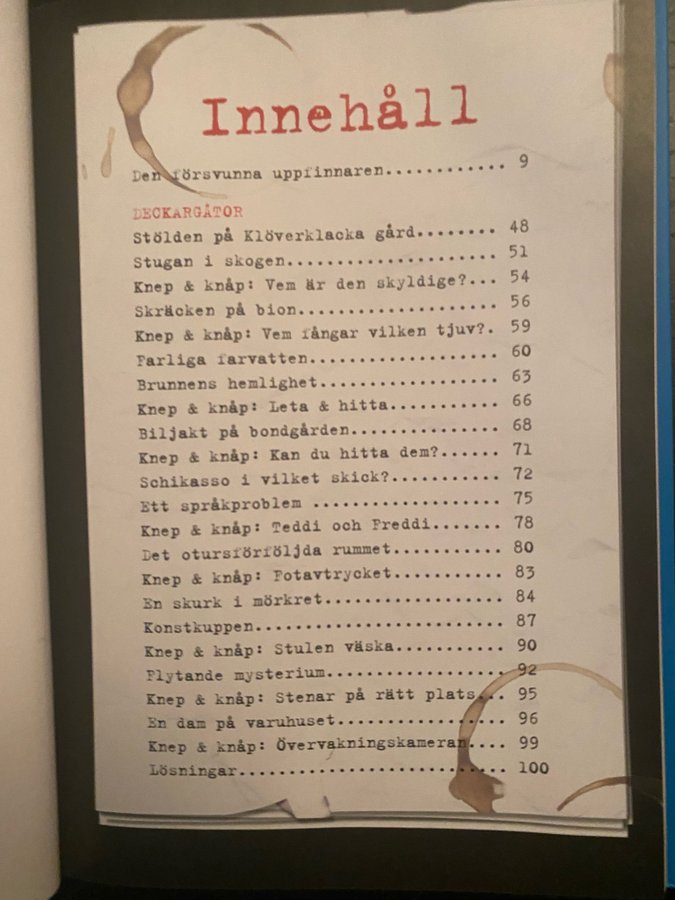 Innehåll
Den försvunna uppfinnaren............ 9
DECKARGÅTOR
Stölden på Klöverklacka gård........ 48
Stugan i skogen..................... 51
Knep & knåp: Vem är den skyldige?... 54
Skräcken på bion.................... 56
Knep & knåp: Vem fångar vilken tjuv?. 59
Farliga farvatten................... 60
Brunnens hemlighet.................. 63
Knep & knåp: Leta & hitta........... 66
Biljakt på bondgården............... 68
Knep & knåp: Kan du hitta dem?...... 71
Schikasso i vilket skick?........... 72
Ett språkproblem ................... 75
Knep & knåp: Teddi och Freddi....... 78
Det otursförföljda rummet........... 80
Knep & knåp: Fotavtrycket........... 83
En skurk i mörkret.................. 84
Konstkuppen......................... 87
Knep & knåp: Stulen väska........... 90
Flytande mysterium.................. 92
Knep & knåp: Stenar på rätt plats... 95
En dam på varuhuset................. 96
Knep & knåp: Övervakningskameran.... 99
Lösningar........................... 100